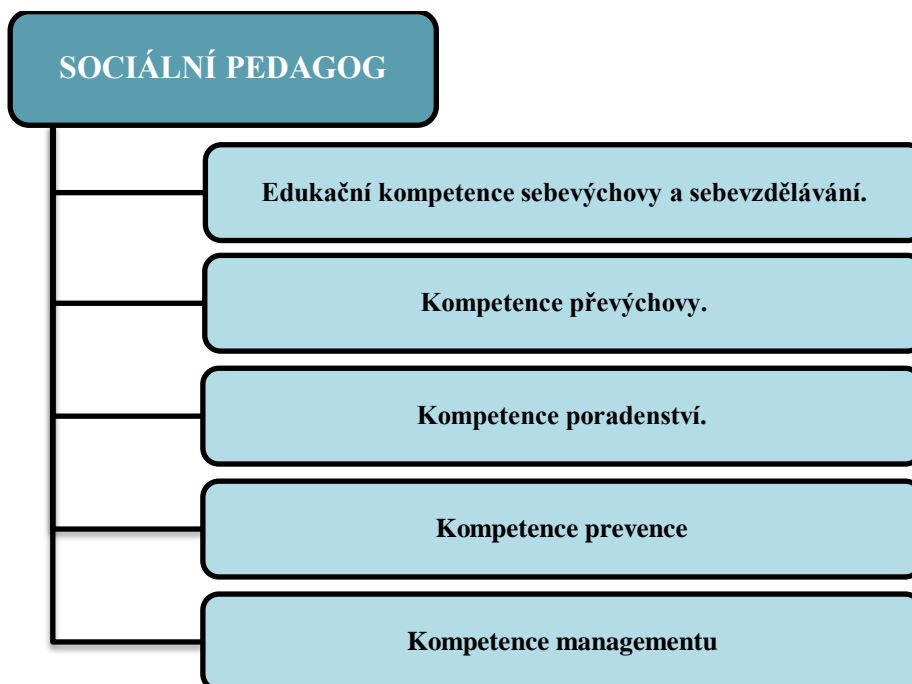 SOCIÁLNÍ PEDAGOG
Edukační kompetence sebevýchovy a sebevzdělávání.
Kompetence převýchovy.
Kompetence poradenství.
Kompetence prevence
Kompetence managementu